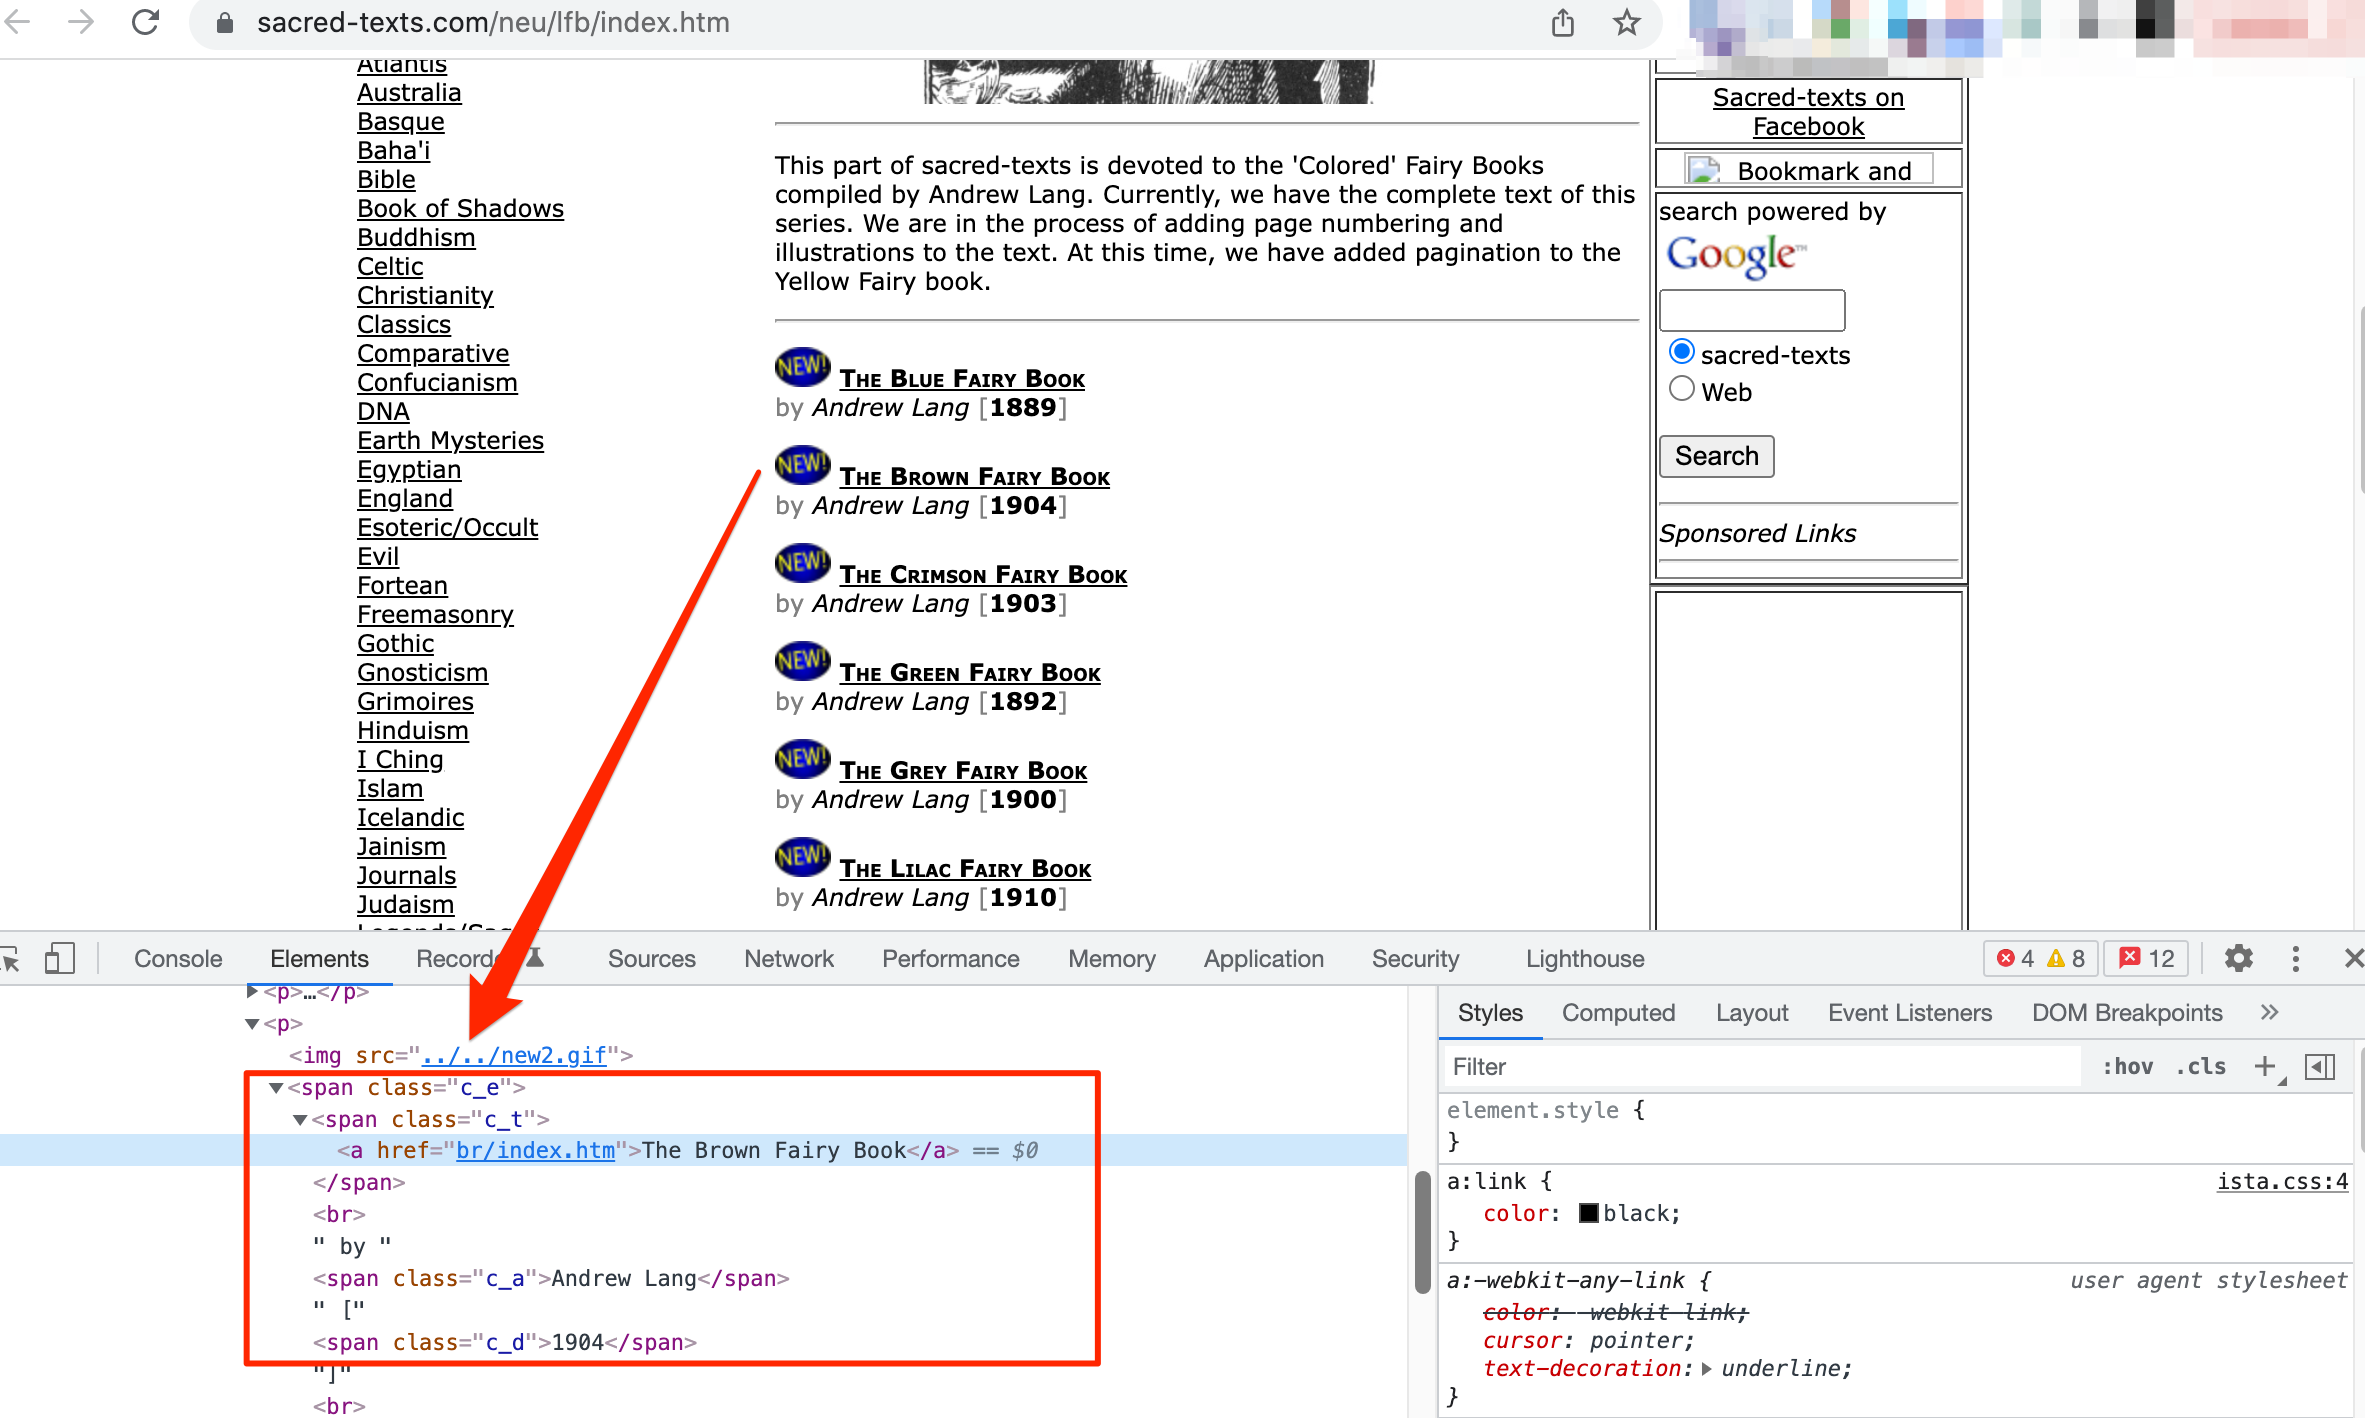 sacred-texts.com/neu/lfb/index.htm
Atlantis
Australia
Basque
Baha'i
Bible
Book of Shadows
Buddhism
Celtic
Christianity
Classics
Comparative
Confucianism
DNA
Earth Mysteries
Egyptian
England
Esoteric/Occult
Evil
Fortean
Freemasonry
Gothic
Gnosticism
Grimoires
Hinduism
I Ching
Islam
Icelandic
Jainism
Journals
Judaism
This part of sacred-texts is devoted to the 'Colored' Fairy Books
compiled by Andrew Lang. Currently, we have the complete text of this
series. We are in the process of adding page numbering and
illustrations to the text. At this time, we have added pagination to the
Yellow Fairy book.
NEW! The Blue Fairy Book
by Andrew Lang [1889]
NEW! The Brown Fairy Book
by Andrew Lang [1904]
NEW! The Crimson Fairy Book
by Andrew Lang [1903]
NEW! The Green Fairy Book
by Andrew Lang [1892]
NEW! The Grey Fairy Book
by Andrew Lang [1900]
NEW! The Lilac Fairy Book
by Andrew Lang [1910]
Sacred-texts on
Facebook
Bookmark and
search powered by
Google™
sacred-texts
Web
Search
Sponsored Links
Console Elements Sources Network Performance Memory Application Security Lighthouse 4 8 12
<p>…</p>
<p>
<img src="../../new2.gif">
<span class="c_e">
<span class="c_t">
<a href="br/index.htm">The Brown Fairy Book</a> == $0
</span>
<br>
" by "
<span class="c_a">Andrew Lang</span>
" ["
<span class="c_d">1904</span>
"]"
<br>
Styles Computed Layout Event Listeners DOM Breakpoints »
Filter :hov .cls +
element.style {
}
a:link { ista.css:4
color: black;
}
a:-webkit-any-link { user agent stylesheet
color: -webkit-link;
cursor: pointer;
text-decoration: underline;
}